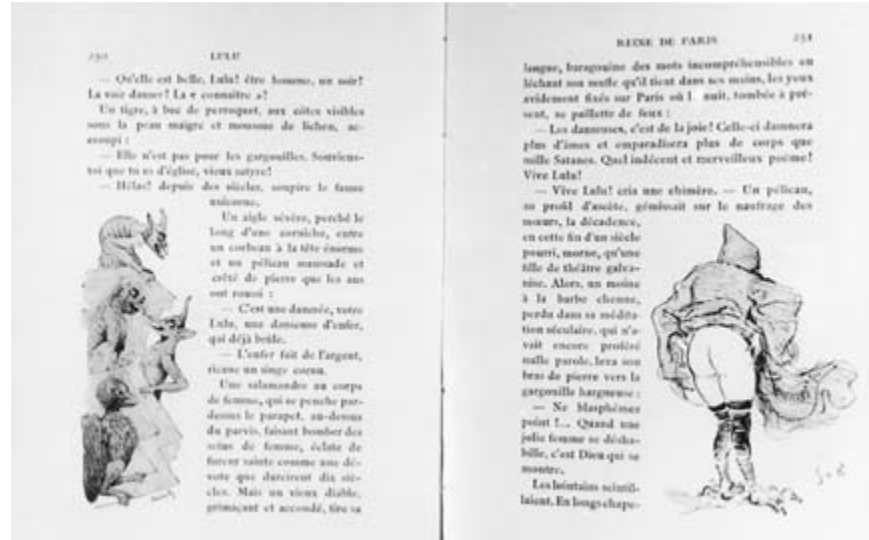 250 LULU
— Qu'elle est belle, Lulu! être homme, un soir!
La voir danser! La « connaître »!
Un tigre, à bec de perroquet, aux côtes visibles
sous la peau maigre et moussue de lichen, ac-
croupi :
— Elle n'est pas pour les gargouilles. Souviens-
toi que tu es d'église, vieux satyre!
— Hélas! depuis des siècles, soupire le faune
unicorne.
Un aigle sévère, perché le
long d'une corniche, entre
un corbeau à la tête énorme
et un pélican maussade et
crêté de pierre que les ans
ont roussi :
— C'est une damnée, votre
Lulu, une danseuse d'enfer,
qui déjà brûle.
— L'enfer fait de l'argent,
ricane un singe cornu.
Une salamandre au corps
de femme, qui se penche par-
dessus le parapet, au-dessus
du parvis, faisant bomber des
seins de femme, éclate de
fureur sainte comme une dé-
vote que durcirent dix siè-
cles. Mais un vieux diable,
grimaçant et accoudé, tire sa
REINE DE PARIS 251
langue, baragouine des mots incompréhensibles en
léchant son mufle qu'il tient dans ses mains, les yeux
avidement fixés sur Paris où l nuit, tombée à pré-
sent, se paillette de feux :
— Les danseuses, c'est de la joie! Celle-ci damnera
plus d'âmes et emparadisera plus de corps que
mille Satanes. Quel indécent et merveilleux poème!
Vive Lulu!
— Vive Lulu! cria une chimère. — Un pélican,
au profil d'ascète, gémissait sur le naufrage des
mœurs, la décadence,
en cette fin d'un siècle
pourri, morne, qu'une
fille de théâtre galva-
nise. Alors, un moine
à la barbe chenue,
perdu dans sa médita-
tion séculaire, qui n'a-
vait encore proféré
nulle parole, leva son
bras de pierre vers la
gargouille hargneuse :
— Ne Blasphémez
point!... Quand une
jolie femme se désha-
bille, c'est Dieu qui se
montre.
Les lointains scintil-
laient. En longs chape-